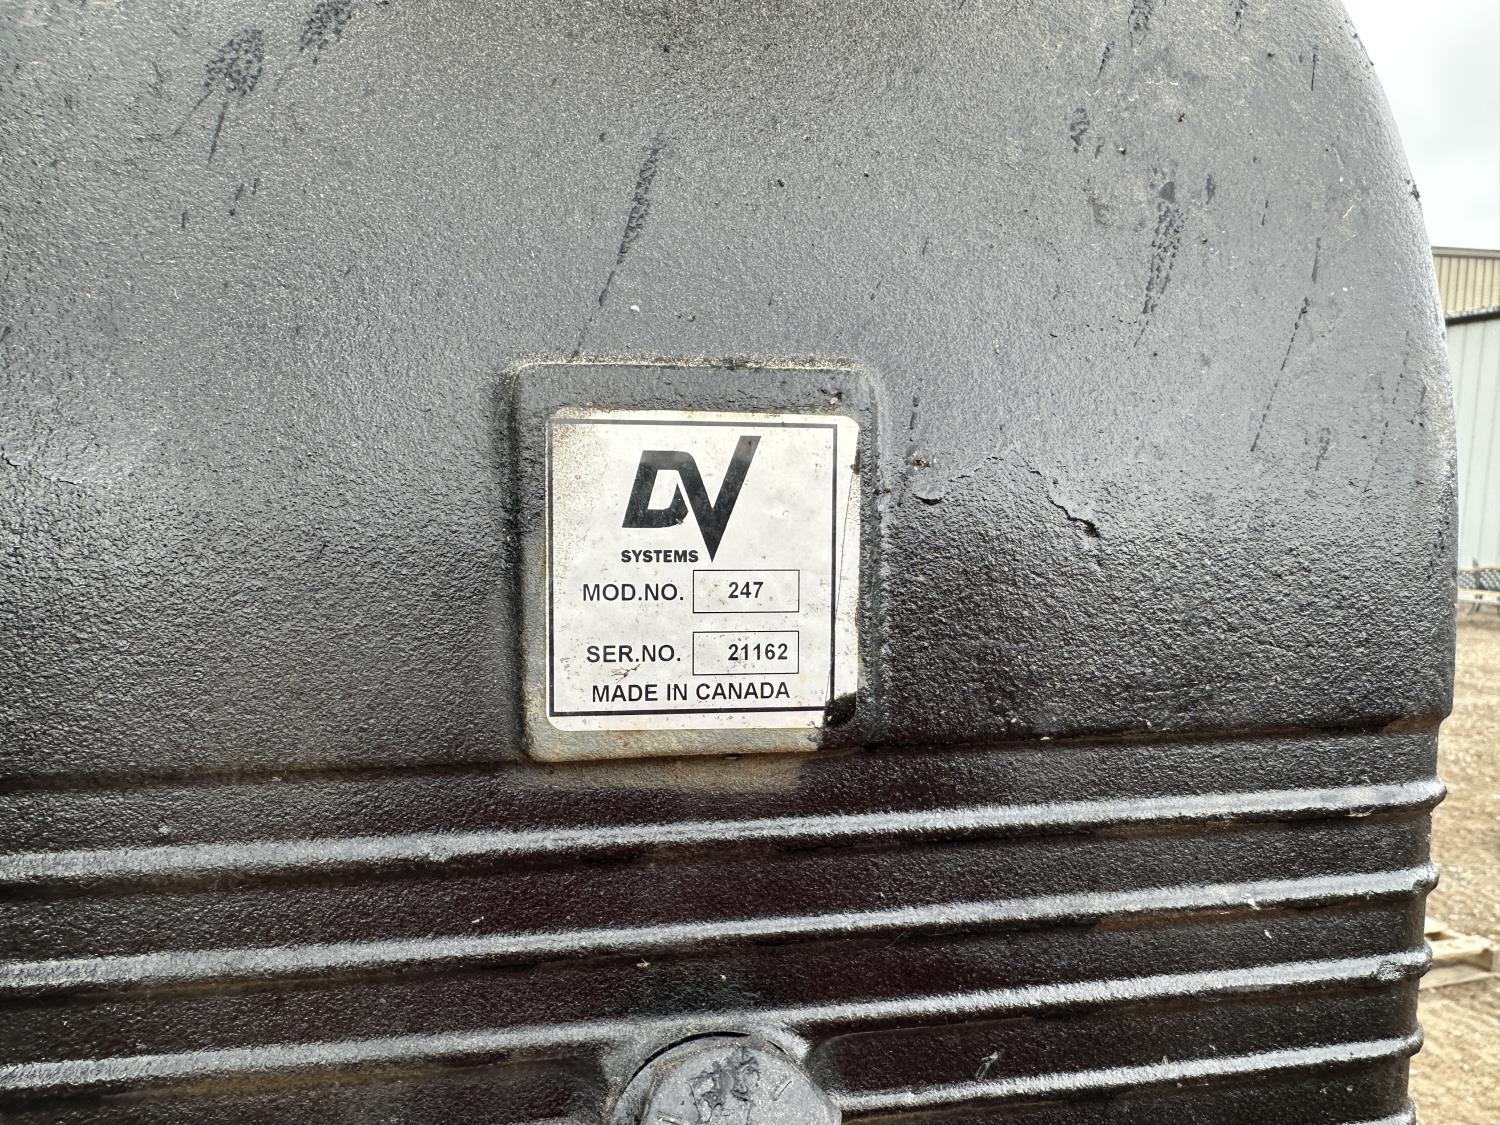 DV
SYSTEMS
MOD.NO. 247
SER.NO. 21162
MADE IN CANADA